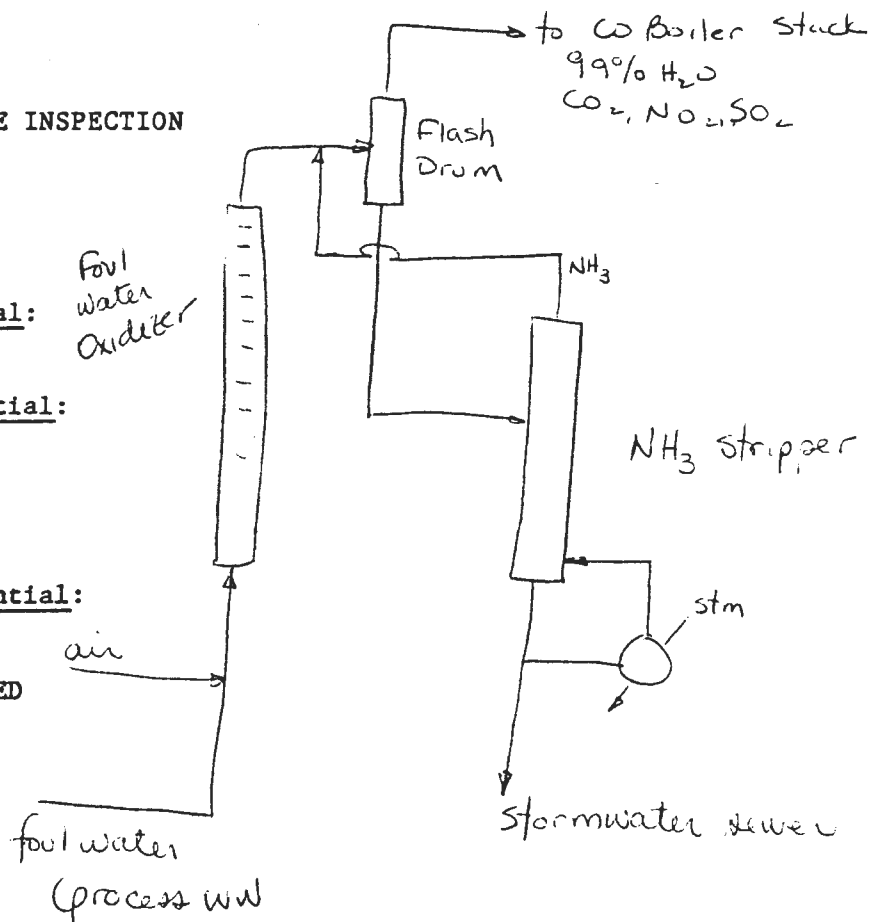 to CO Boiler Stack
99% H2O
CO2, NO2, SO2
E INSPECTION
Flash
Drum
Foul
water
Oxidizer
al:
NH3
tial:
NH3 stripper
ntial:
stm
air
ED
stormwater sewer
foul water
(process WW